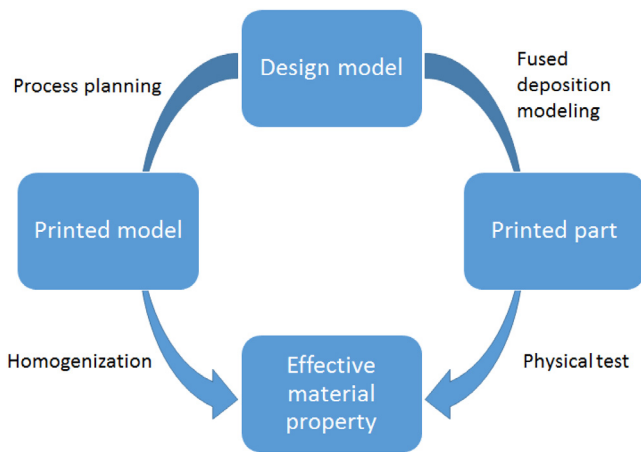 Design model
Process planning
Fused
deposition
modeling
Printed model
Printed part
Homogenization
Effective
material
property
Physical test